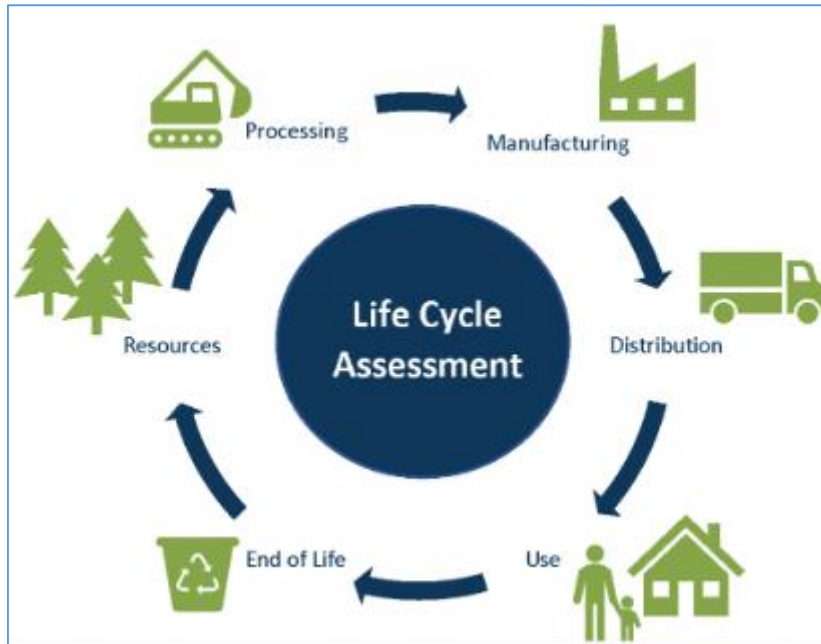 Processing
Manufacturing
Resources
Life Cycle
Assessment
Distribution
End of Life
Use